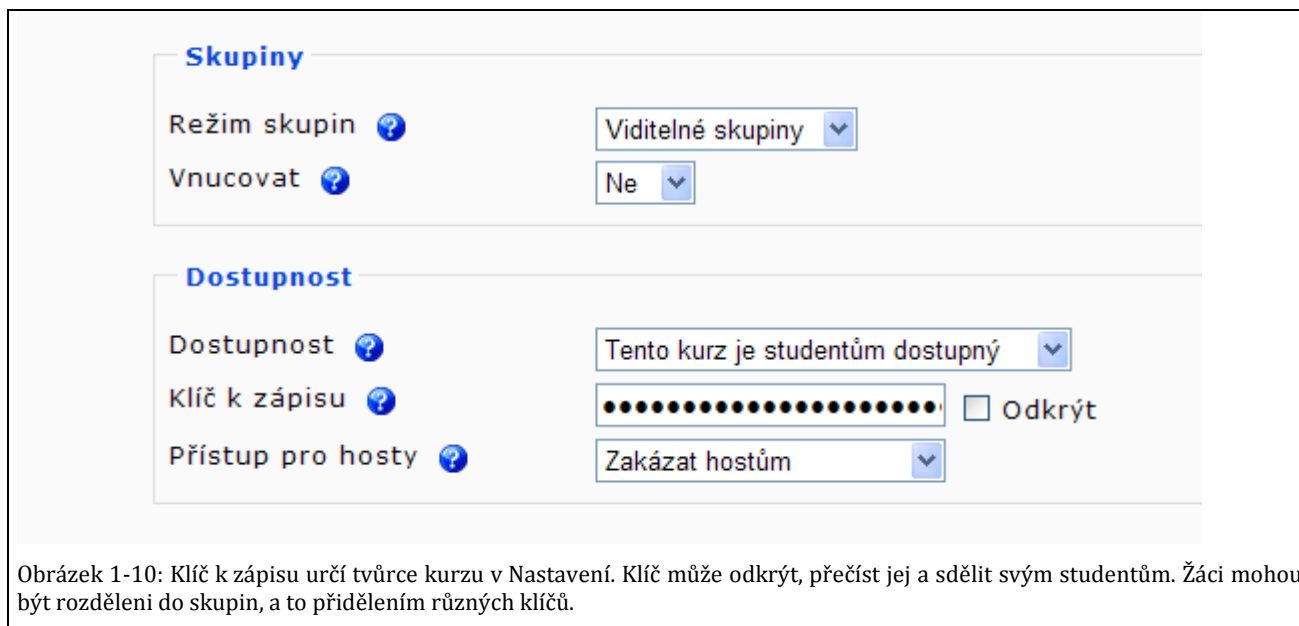 Skupiny
Režim skupin Viditelné skupiny
Vnucovat Ne
Dostupnost
Dostupnost Tento kurz je studentům dostupný
Klíč k zápisu ●●●●●●●●●●●●●●●●●●●●● Odkrýt
Přístup pro hosty Zakázat hostům
Obrázek 1-10: Klíč k zápisu určí tvůrce kurzu v Nastavení. Klíč může odkrýt, přečíst jej a sdělit svým studentům. Žáci mohou
být rozděleni do skupin, a to přidělením různých klíčů.